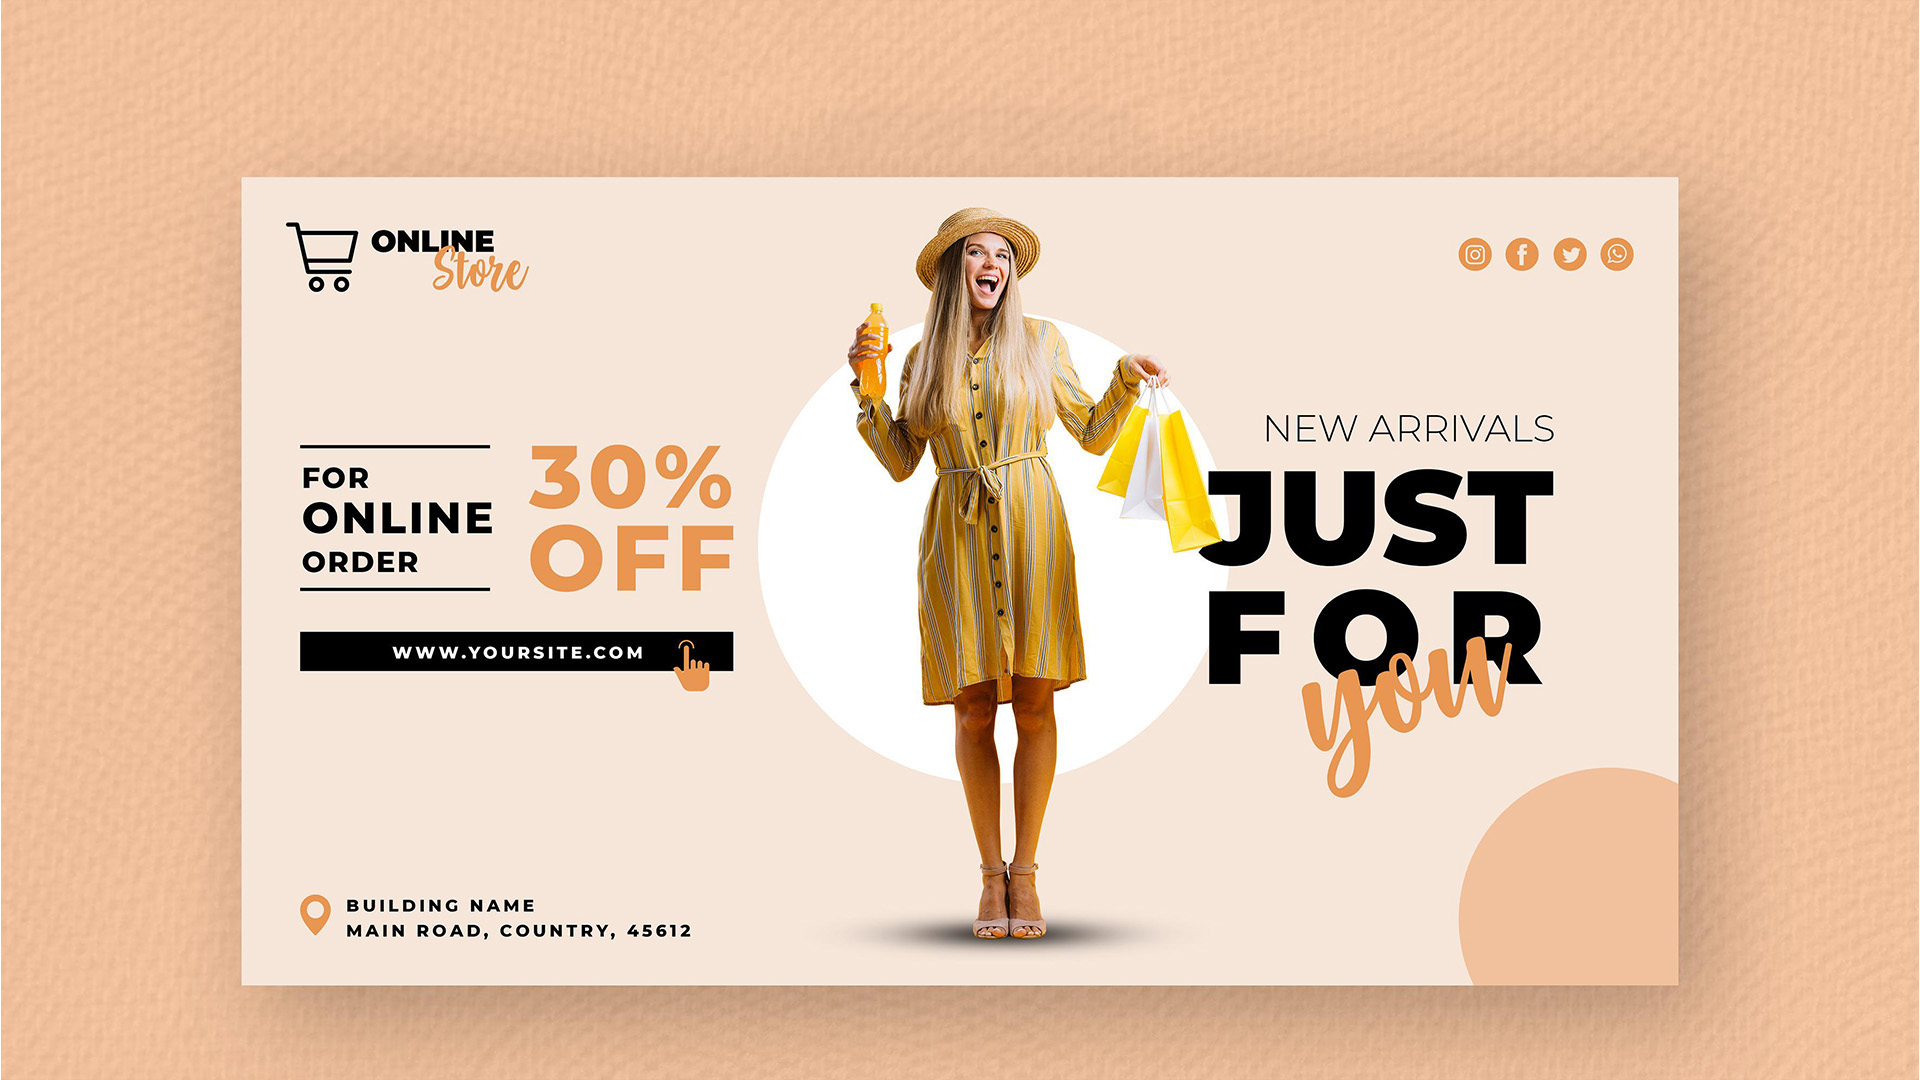 ONLINE
Store
FOR
ONLINE
ORDER
30%
OFF
WWW.YOURSITE.COM
NEW ARRIVALS
JUST
FOR
you
BUILDING NAME
MAIN ROAD, COUNTRY, 45612